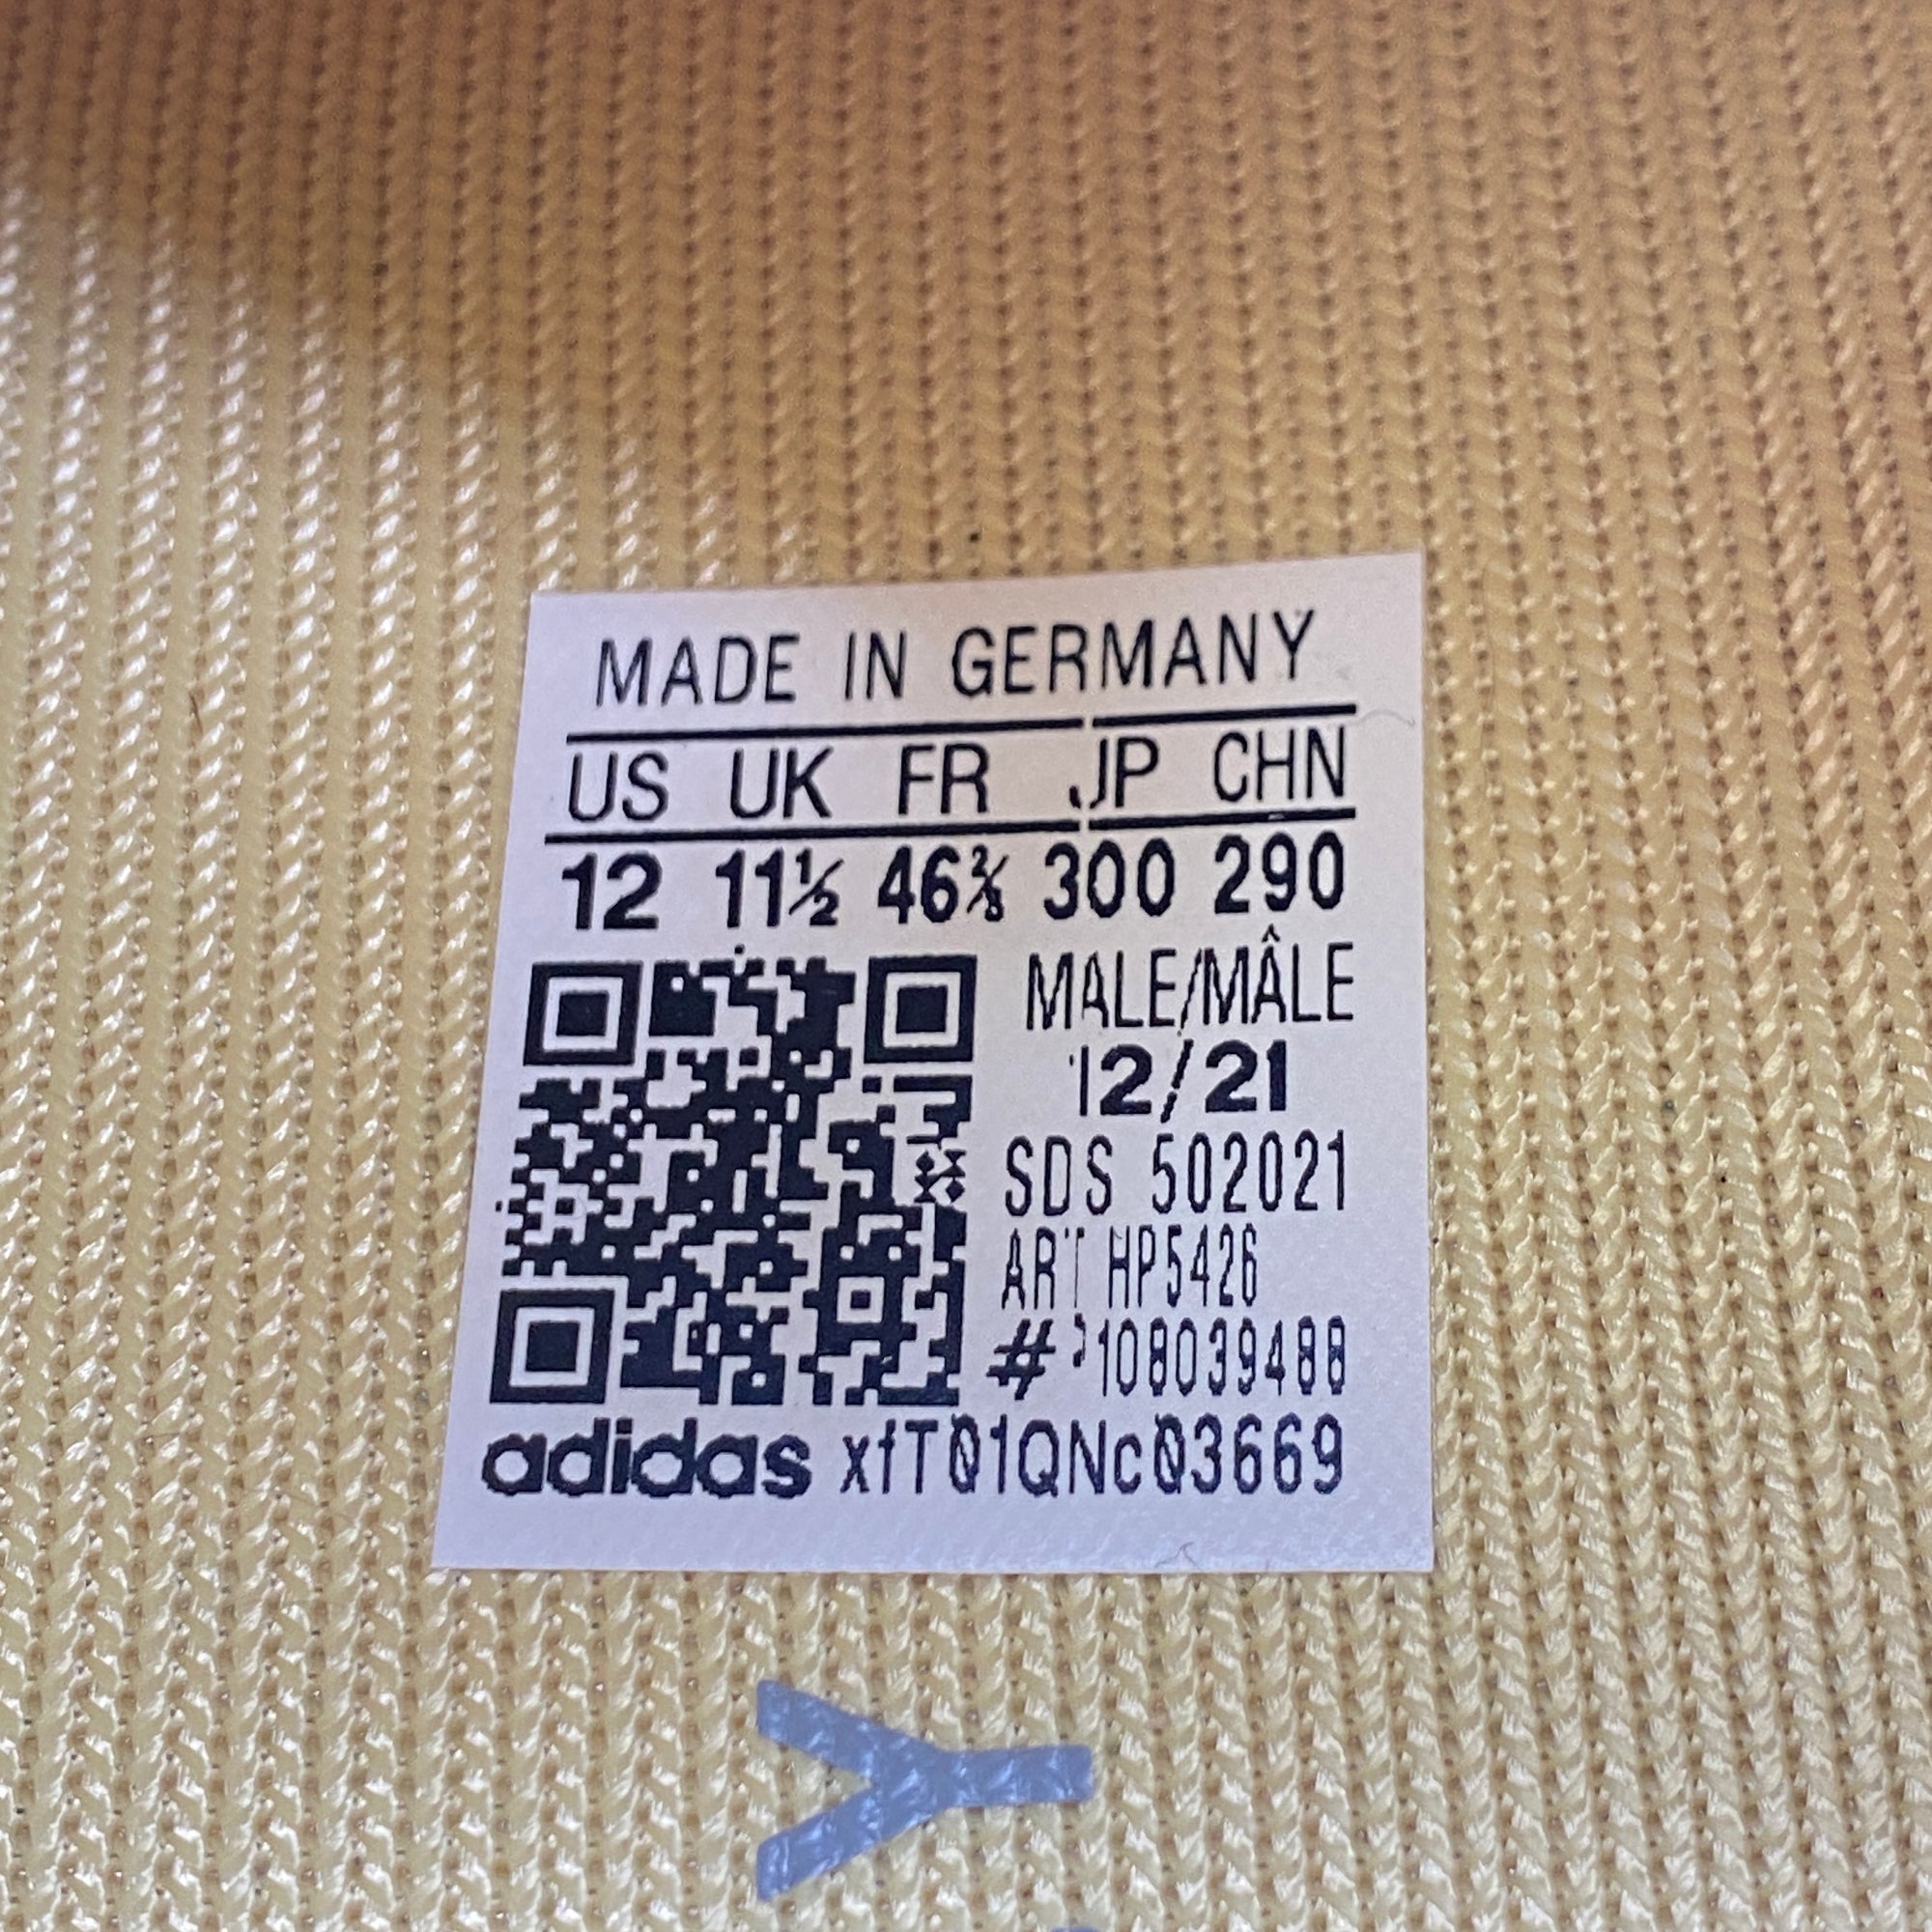 MADE IN GERMANY
US UK FR JP CHN
12 11½ 46⅔ 300 290
MALE/MÂLE
12/21
SDS 502021
ART HP5426
# P108039488
adidas xfT01QNc03669
Y